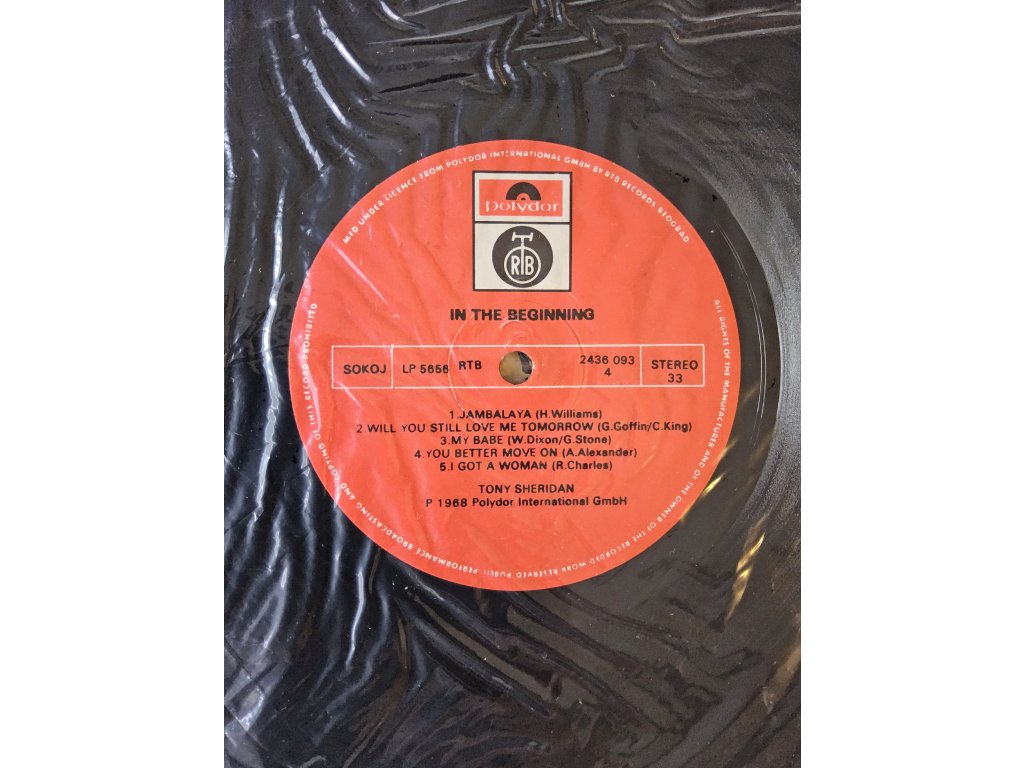 MFD UNDER LICENCE FROM POLYDOR INTERNATIONAL GMBH BY RTB RECORDS BEOGRAD
polydor
RTB
IN THE BEGINNING
SOKOJ LP 5656 RTB 2436 093 4 STEREO 33
1.JAMBALAYA (H.Williams)
2.WILL YOU STILL LOVE ME TOMORROW (G.Goffin/C.King)
3.MY BABE (W.Dixon/G.Stone)
4.YOU BETTER MOVE ON (A.Alexander)
5.I GOT A WOMAN (R.Charles)
TONY SHERIDAN
P 1968 Polydor International GmbH
ALL RIGHTS OF THE MANUFACTURER AND OF THE OWNER OF THE RECORDED WORK RESERVED PUBLIC PERFORMANCE BROADCASTING AND COPYING OF THIS RECORD PROHIBITED